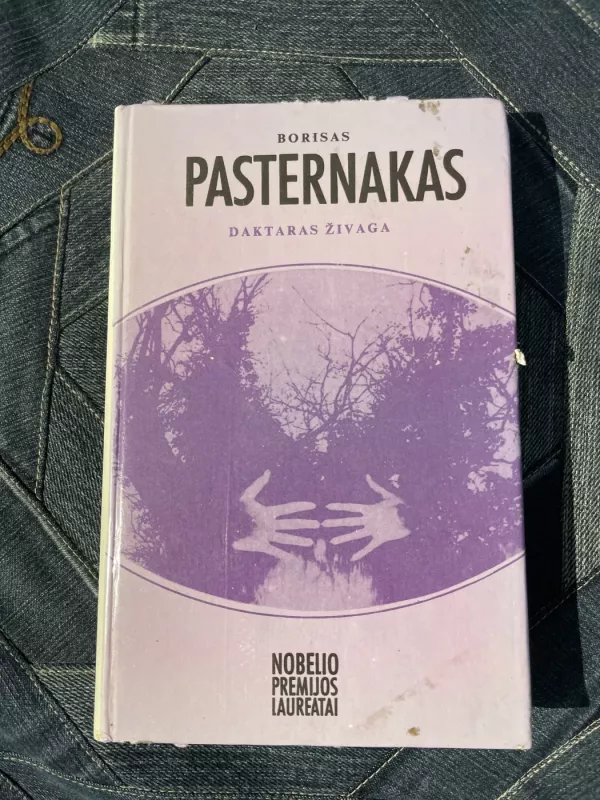 BORISAS
PASTERNAKAS
DAKTARAS ŽIVAGA
NOBELIO
PREMIJOS
LAUREATAI